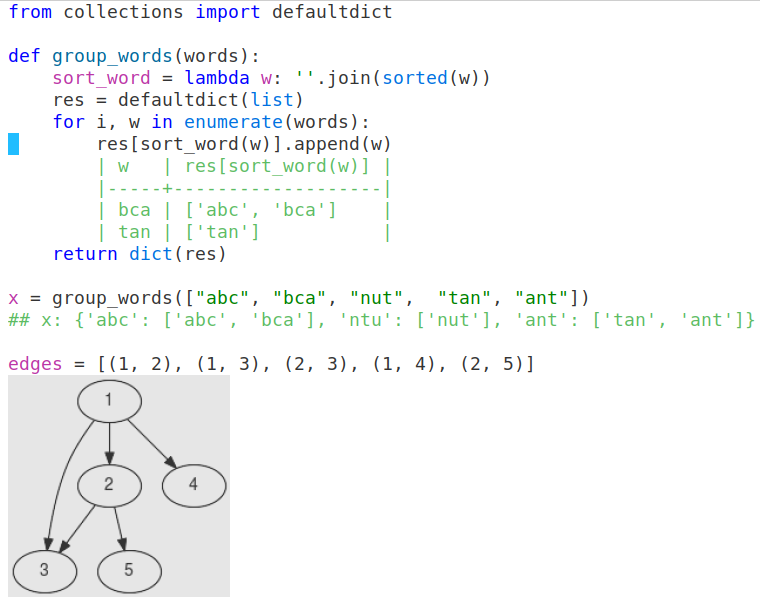 from collections import defaultdict

def group_words(words):
    sort_word = lambda w: ''.join(sorted(w))
    res = defaultdict(list)
    for i, w in enumerate(words):
        res[sort_word(w)].append(w)
        | w   | res[sort_word(w)] |
        |-----+-------------------|
        | bca | ['abc', 'bca']    |
        | tan | ['tan']           |
    return dict(res)

x = group_words(["abc", "bca", "nut",  "tan", "ant"])
## x: {'abc': ['abc', 'bca'], 'ntu': ['nut'], 'ant': ['tan', 'ant']}

edges = [(1, 2), (1, 3), (2, 3), (1, 4), (2, 5)]
1
2
4
3
5